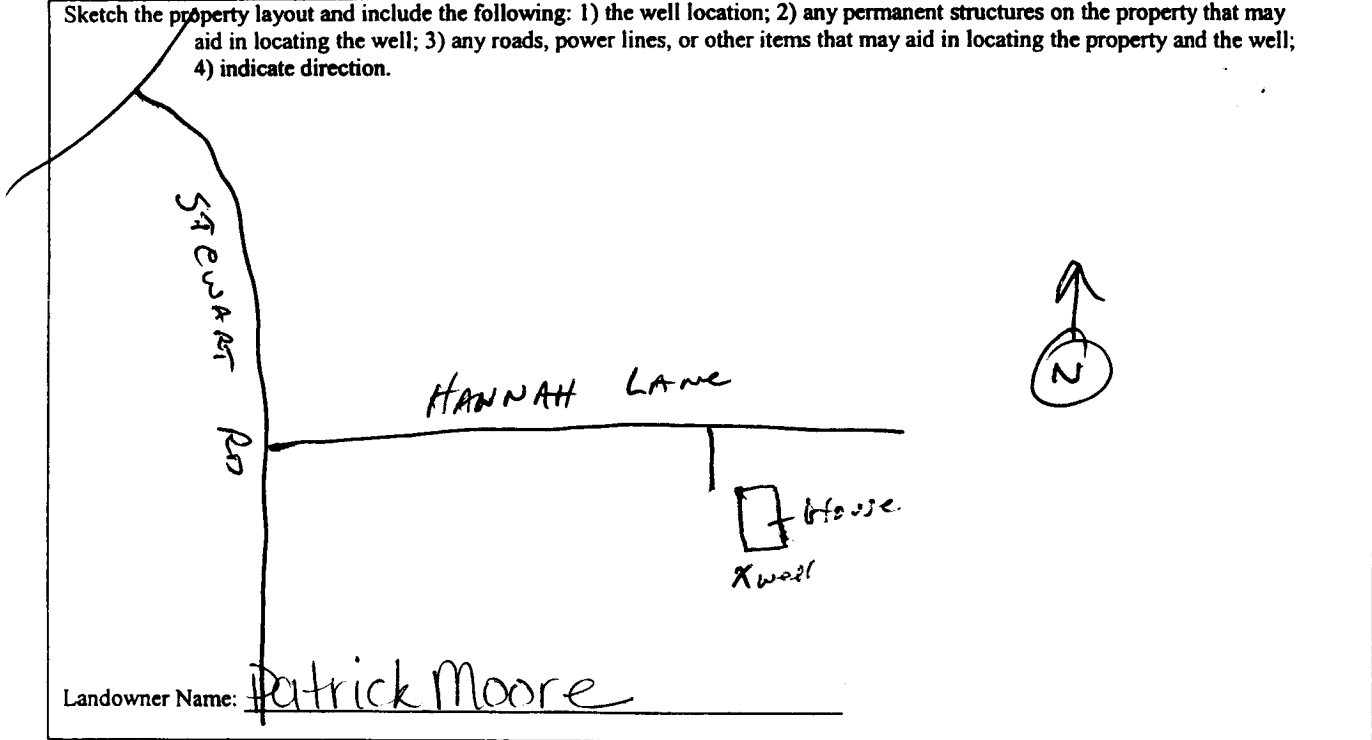 Sketch the property layout and include the following: 1) the well location; 2) any permanent structures on the property that may
aid in locating the well; 3) any roads, power lines, or other items that may aid in locating the property and the well;
4) indicate direction.
STEWART RD
N
HANNAH LANE
House.
X well
Landowner Name: Patrick Moore